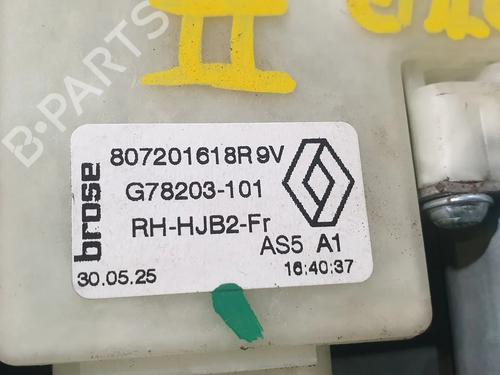 B-PARTS
807201618R 9V
G78203-101
RH-HJB2-Fr
AS5 A1
brose
30.05.25
16:40:37